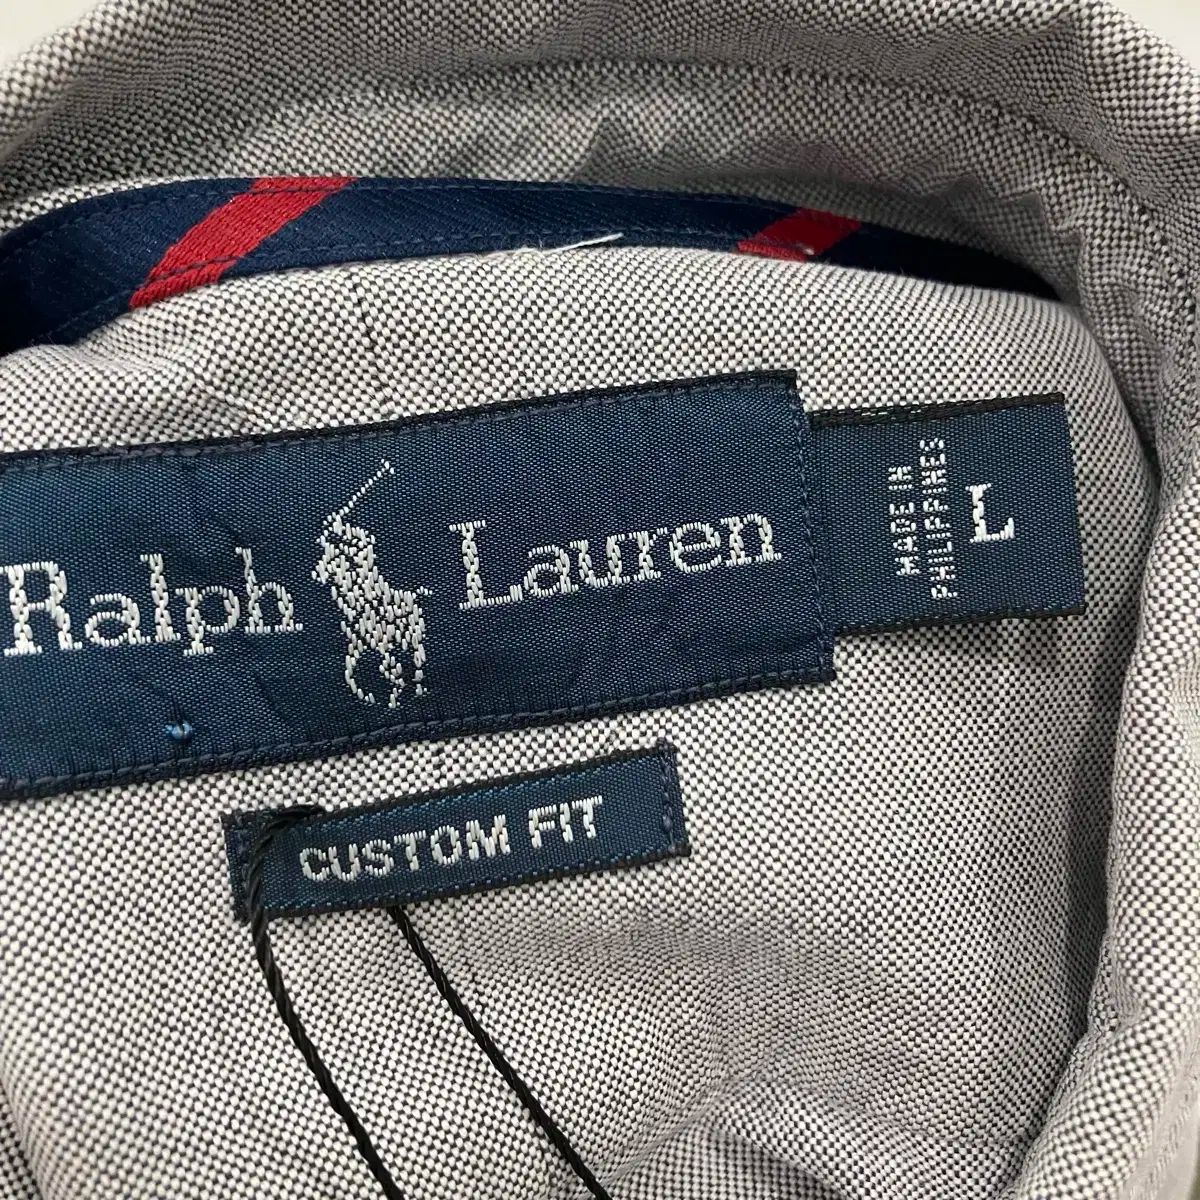 Ralph Lauren
MADE IN
PHILIPPINES
L
CUSTOM FIT